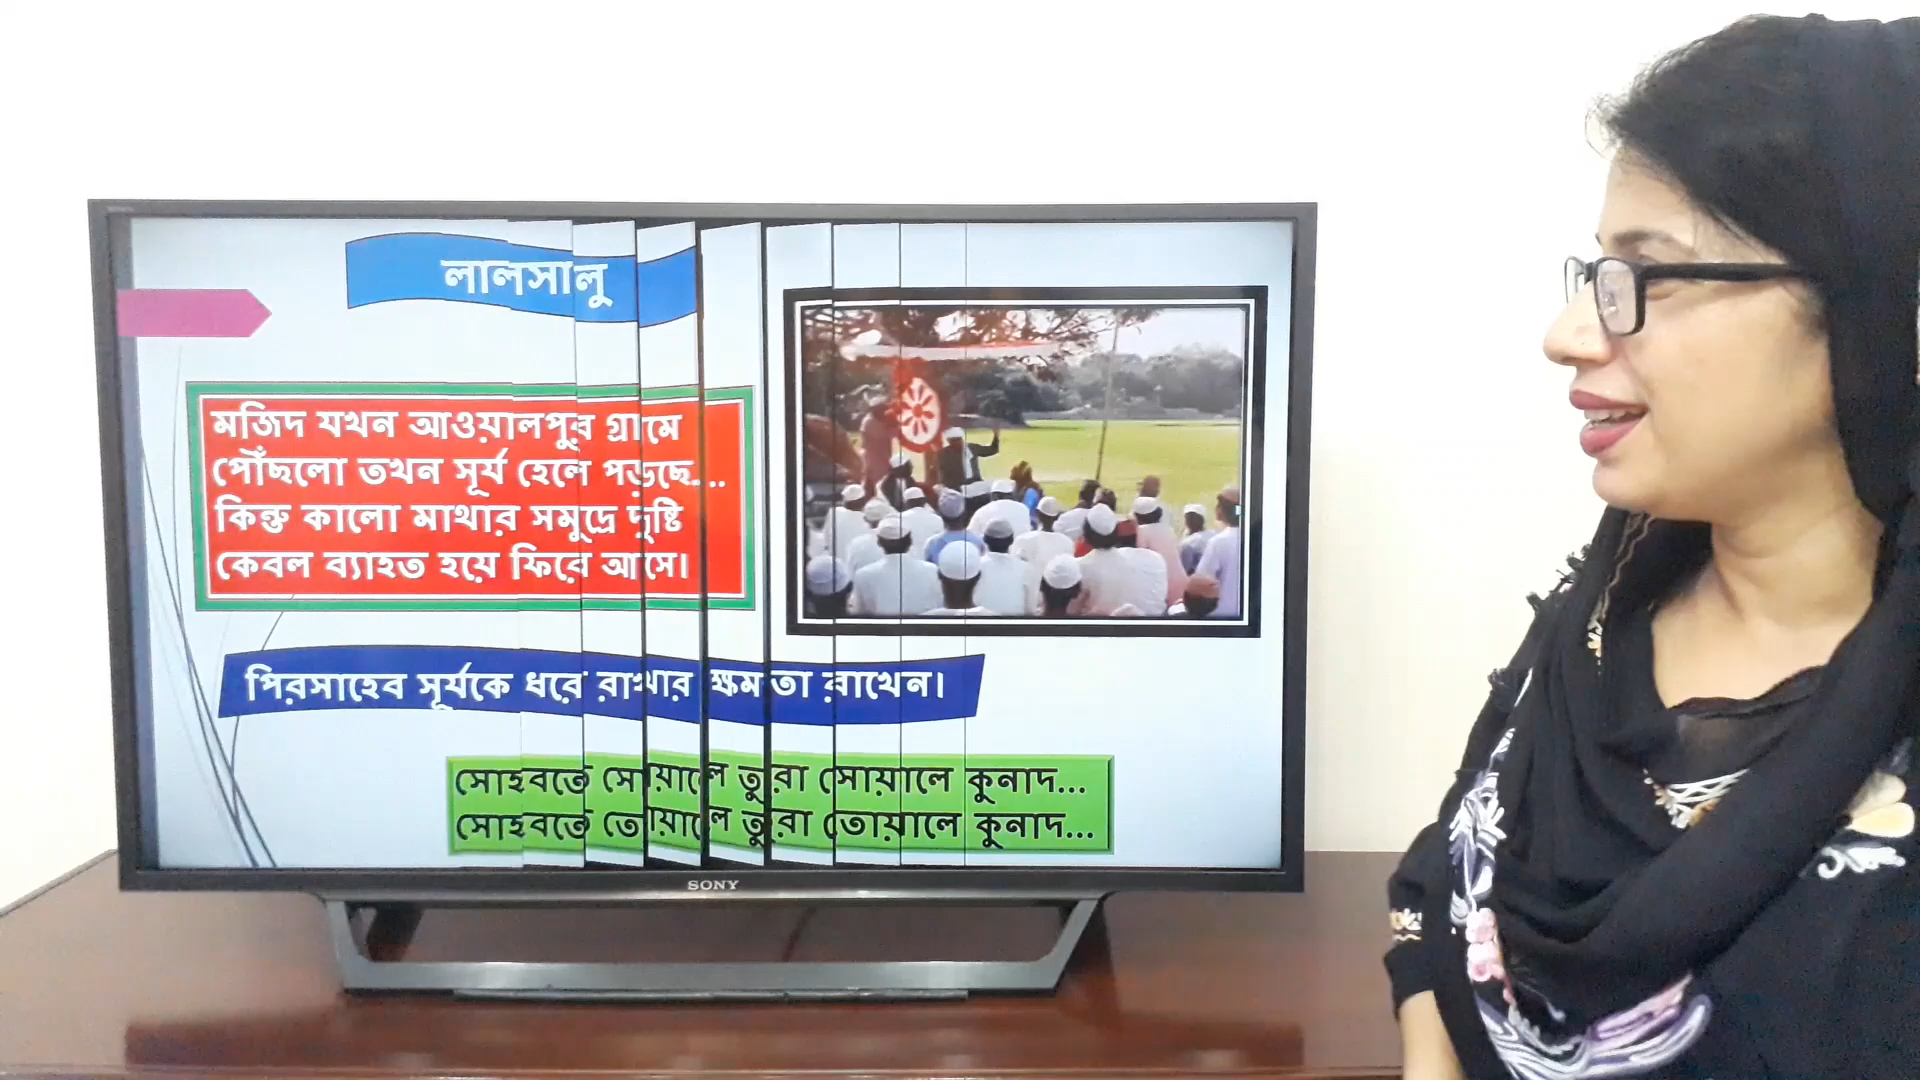 লালসালু
মজিদ যখন আওয়ালপুর গ্রামে
পৌঁছলো তখন সূর্য হেলে পড়ছে...
কিন্তু কালো মাথার সমুদ্রে দৃষ্টি
কেবল ব্যাহত হয়ে ফিরে আসে।
পিরসাহেব সূর্যকে ধরে রাখার ক্ষমতা রাখেন।
সোহবতে সোয়ালে তুরা সোয়ালে কুনাদ...
সোহবতে তোয়ালে তুরা তোয়ালে কুনাদ...
SONY